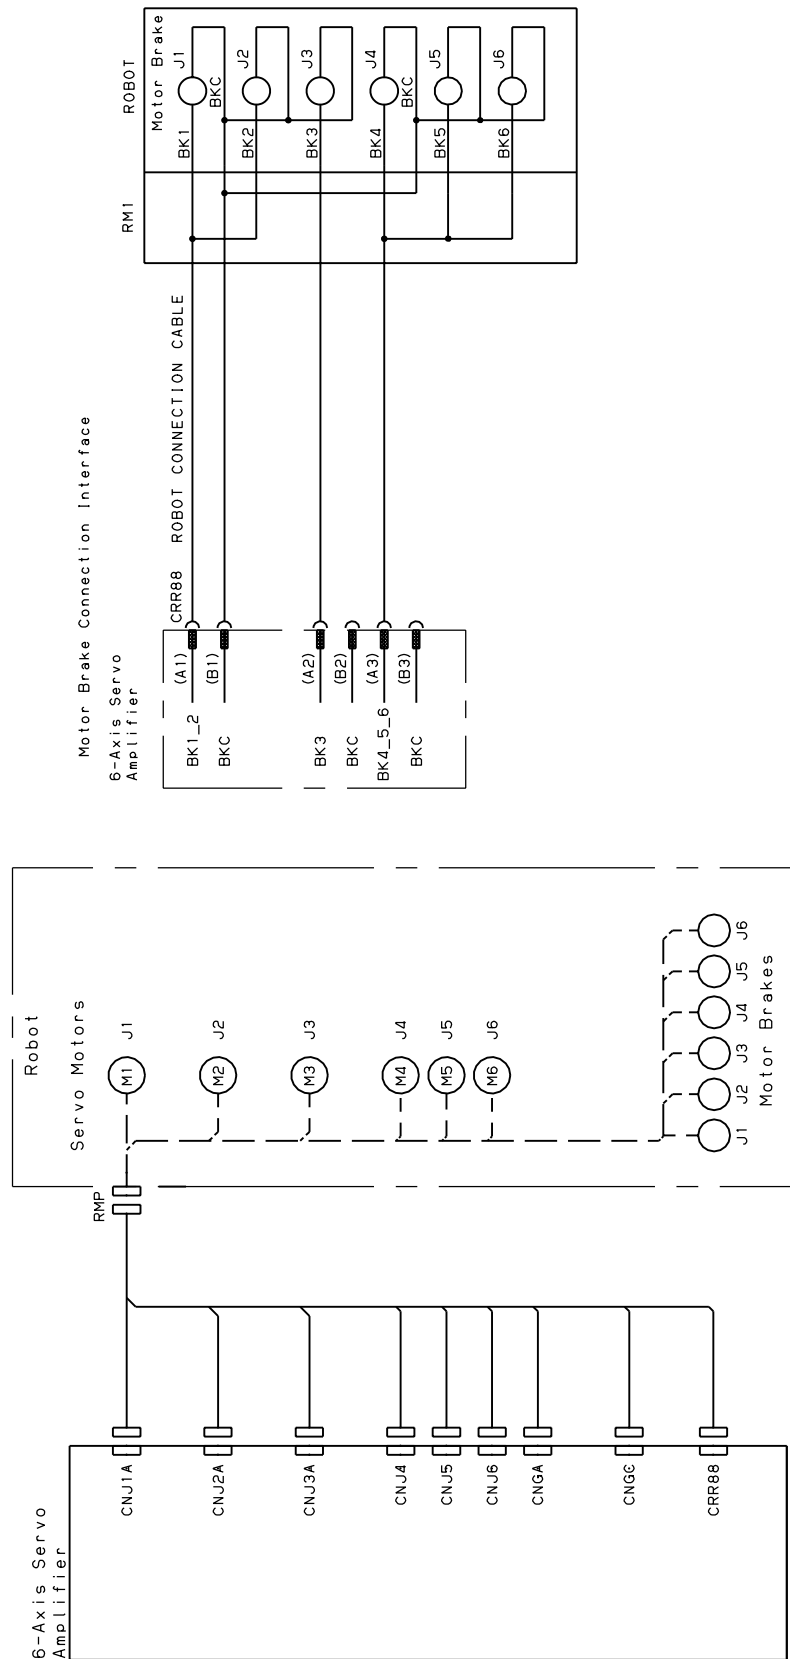 Motor Brake Connection Interface
6-Axis Servo
Amplifier
CRR88
ROBOT CONNECTION CABLE
RM1
ROBOT
Motor Brake
BK1_2
(A1)
BK1
J1
BKC
(B1)
BKC
BK2
J2
BK3
(A2)
BK3
J3
BKC
(B2)
BK4_5_6
(A3)
BK4
J4
BKC
(B3)
BKC
BK5
J5
BK6
J6
6-Axis Servo
Amplifier
CNJ1A
CNJ2A
CNJ3A
CNJ4
CNJ5
CNJ6
CNGA
CNGC
CRR88
RMP
Robot
Servo Motors
M1
J1
M2
J2
M3
J3
M4
J4
M5
J5
M6
J6
J1
J2
J3
J4
J5
J6
Motor Brakes